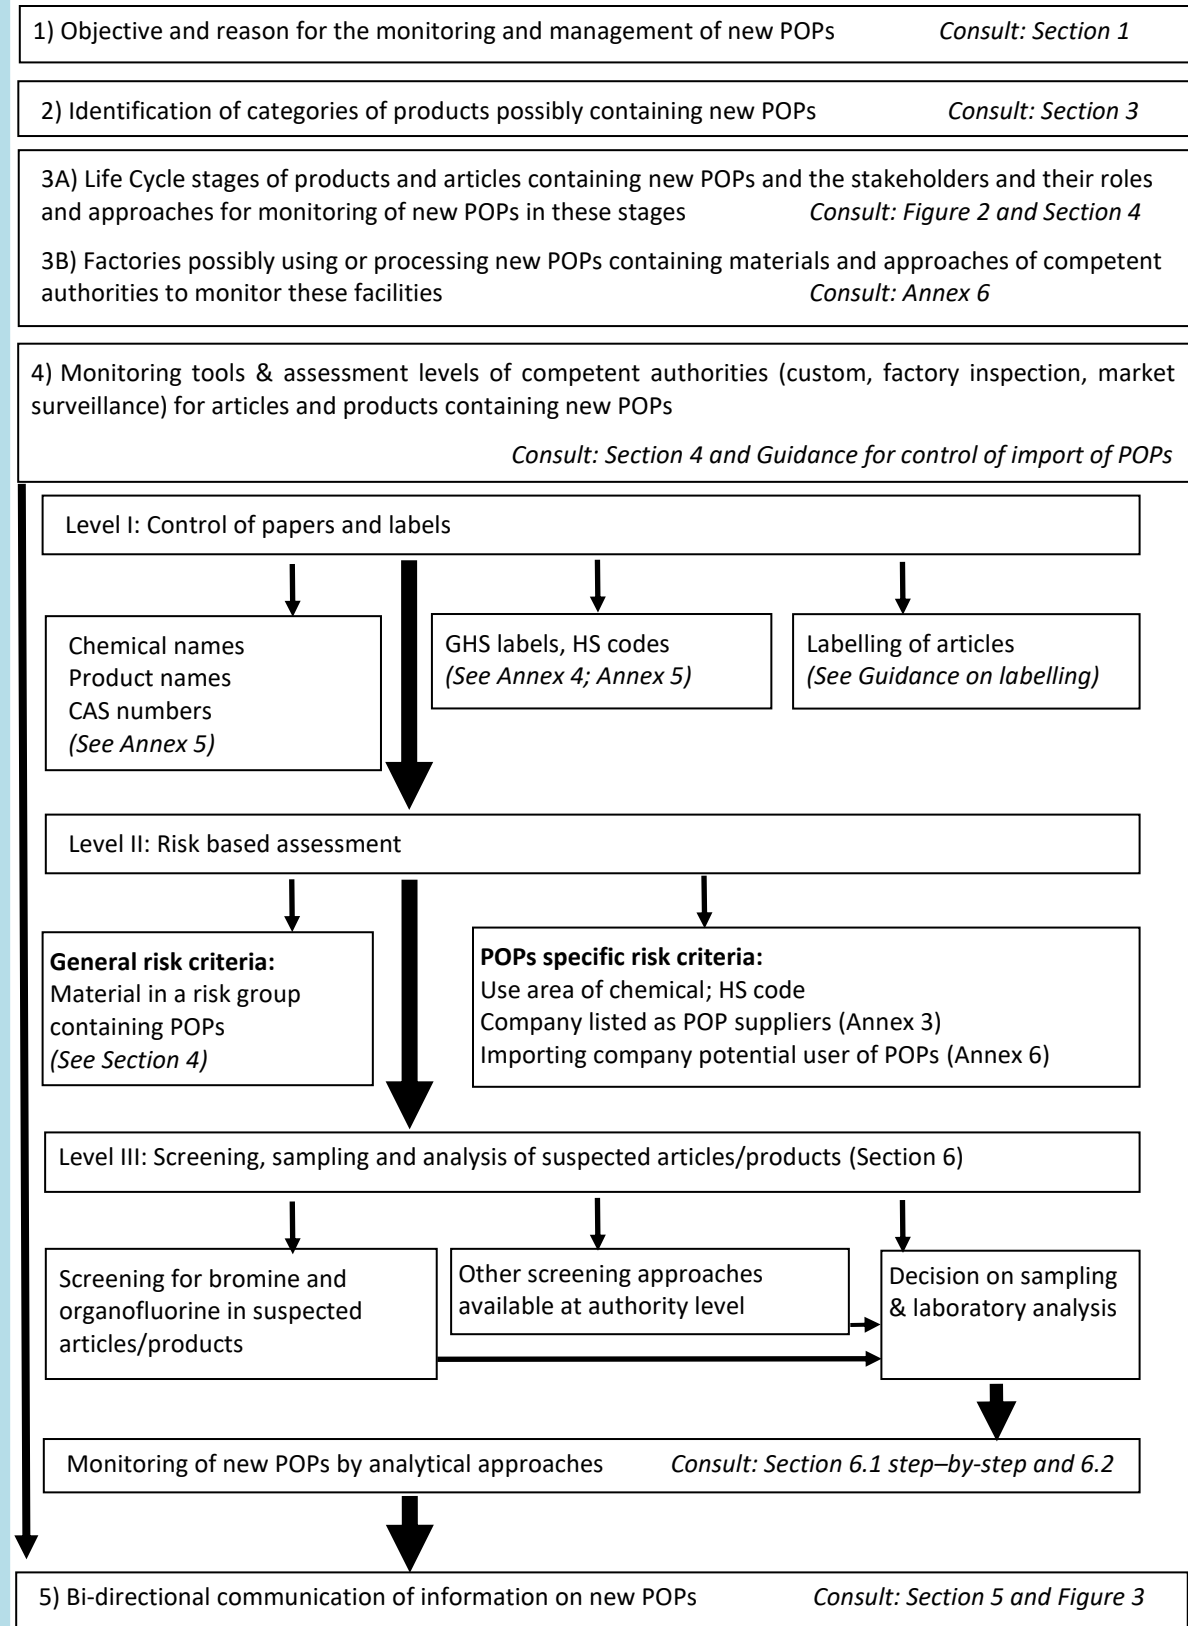 1) Objective and reason for the monitoring and management of new POPs Consult: Section 1
2) Identification of categories of products possibly containing new POPs Consult: Section 3
3A) Life Cycle stages of products and articles containing new POPs and the stakeholders and their roles
and approaches for monitoring of new POPs in these stages Consult: Figure 2 and Section 4
3B) Factories possibly using or processing new POPs containing materials and approaches of competent
authorities to monitor these facilities Consult: Annex 6
4) Monitoring tools & assessment levels of competent authorities (custom, factory inspection, market
surveillance) for articles and products containing new POPs
Consult: Section 4 and Guidance for control of import of POPs
Level I: Control of papers and labels
Chemical names
Product names
CAS numbers
(See Annex 5)
GHS labels, HS codes
(See Annex 4; Annex 5)
Labelling of articles
(See Guidance on labelling)
Level II: Risk based assessment
General risk criteria:
Material in a risk group
containing POPs
(See Section 4)
POPs specific risk criteria:
Use area of chemical; HS code
Company listed as POP suppliers (Annex 3)
Importing company potential user of POPs (Annex 6)
Level III: Screening, sampling and analysis of suspected articles/products (Section 6)
Screening for bromine and
organofluorine in suspected
articles/products
Other screening approaches
available at authority level
Decision on sampling
& laboratory analysis
Monitoring of new POPs by analytical approaches Consult: Section 6.1 step–by-step and 6.2
5) Bi-directional communication of information on new POPs Consult: Section 5 and Figure 3